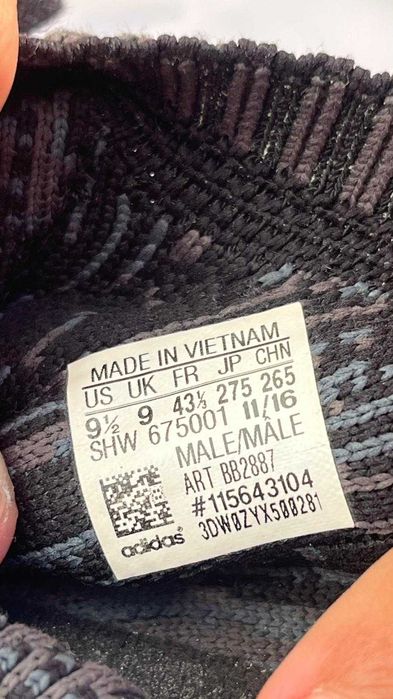 MADE IN VIETNAM
US UK FR JP CHN
9½ 9 43⅓ 275 265
SHW 675001 11/16
MALE/MÂLE
ART BB2887
#115643104
3DW0ZYX500281
adidas